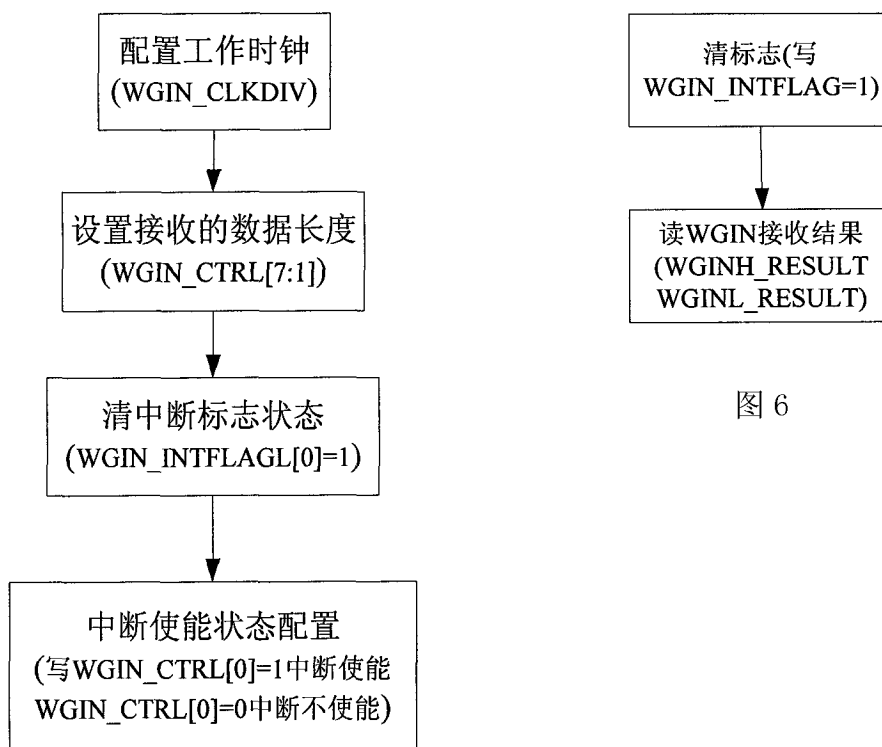 配置工作时钟
(WGIN_CLKDIV)
设置接收的数据长度
(WGIN_CTRL[7:1])
清中断标志状态
(WGIN_INTFLAGL[0]=1)
中断使能状态配置
(写WGIN_CTRL[0]=1中断使能
WGIN_CTRL[0]=0中断不使能)
清标志(写
WGIN_INTFLAG=1)
读WGIN接收结果
(WGINH_RESULT
WGINL_RESULT)
图 6